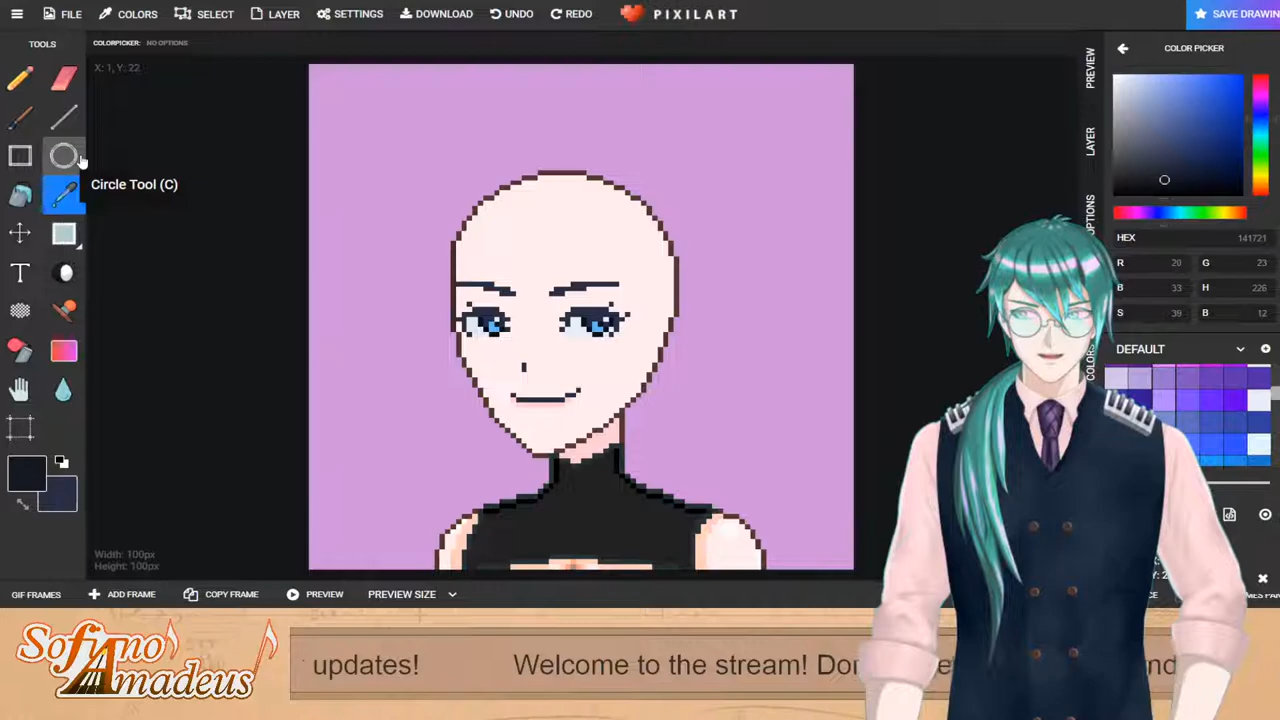 FILE COLORS SELECT LAYER SETTINGS DOWNLOAD UNDO REDO PIXILART SAVE DRAWIN
TOOLS
COLORPICKER: NO OPTIONS
X: 1, Y: 22
Circle Tool (C)
Width: 100px
Height: 100px
PREVIEW
LAYER
COLOR PICKER
HEX 141721
R 20 G 23
B 33 H 226
S 39 B 12
DEFAULT
GIF FRAMES ADD FRAME COPY FRAME PREVIEW PREVIEW SIZE
Sofiano
Amadeus
updates! Welcome to the stream!